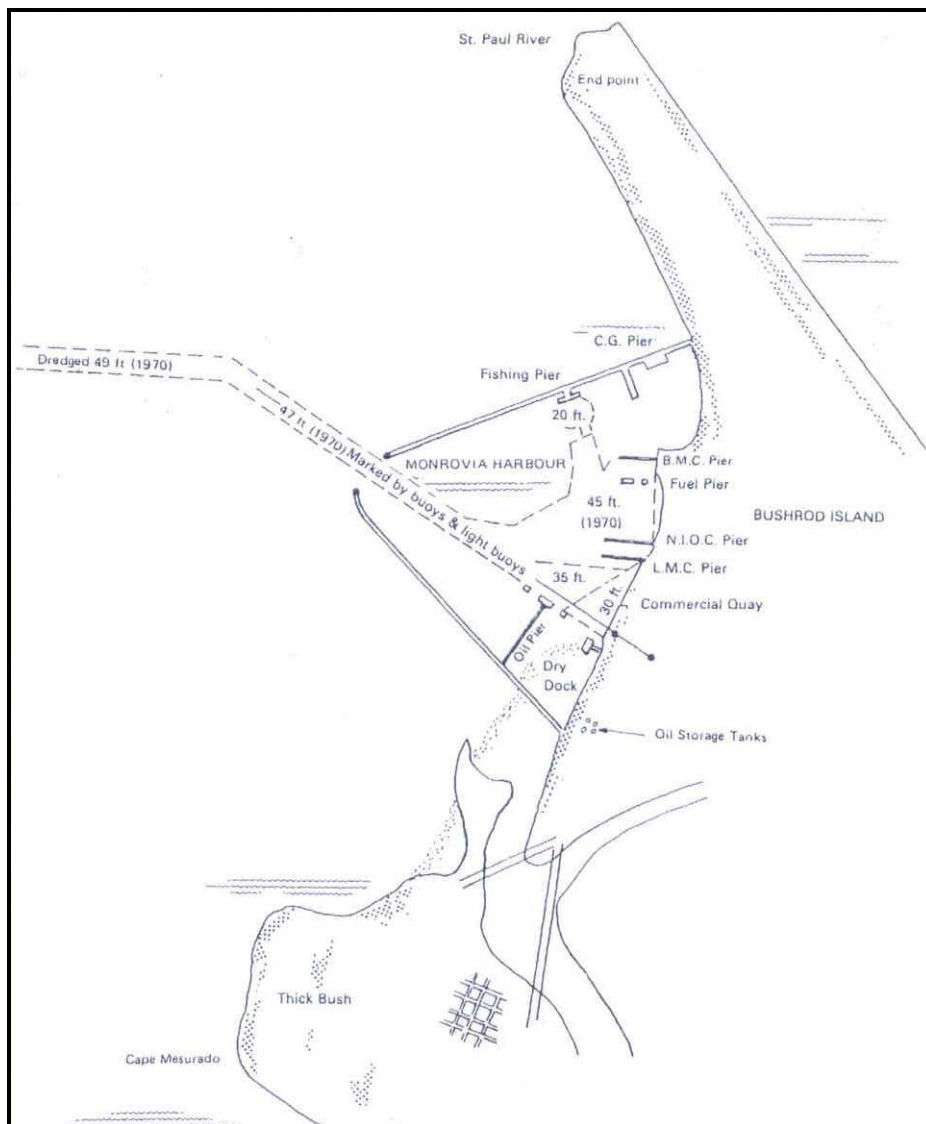 St. Paul River
End point
C.G. Pier
Dredged 49 ft (1970)
Fishing Pier
20 ft.
47 ft (1970) Marked by buoys & light buoys
MONROVIA HARBOUR
B.M.C. Pier
Fuel Pier
45 ft.
(1970)
BUSHROD ISLAND
N.I.O.C. Pier
L.M.C. Pier
35 ft.
30 ft.
Commercial Quay
Oil Pier
Dry
Dock
Oil Storage Tanks
Thick Bush
Cape Mesurado